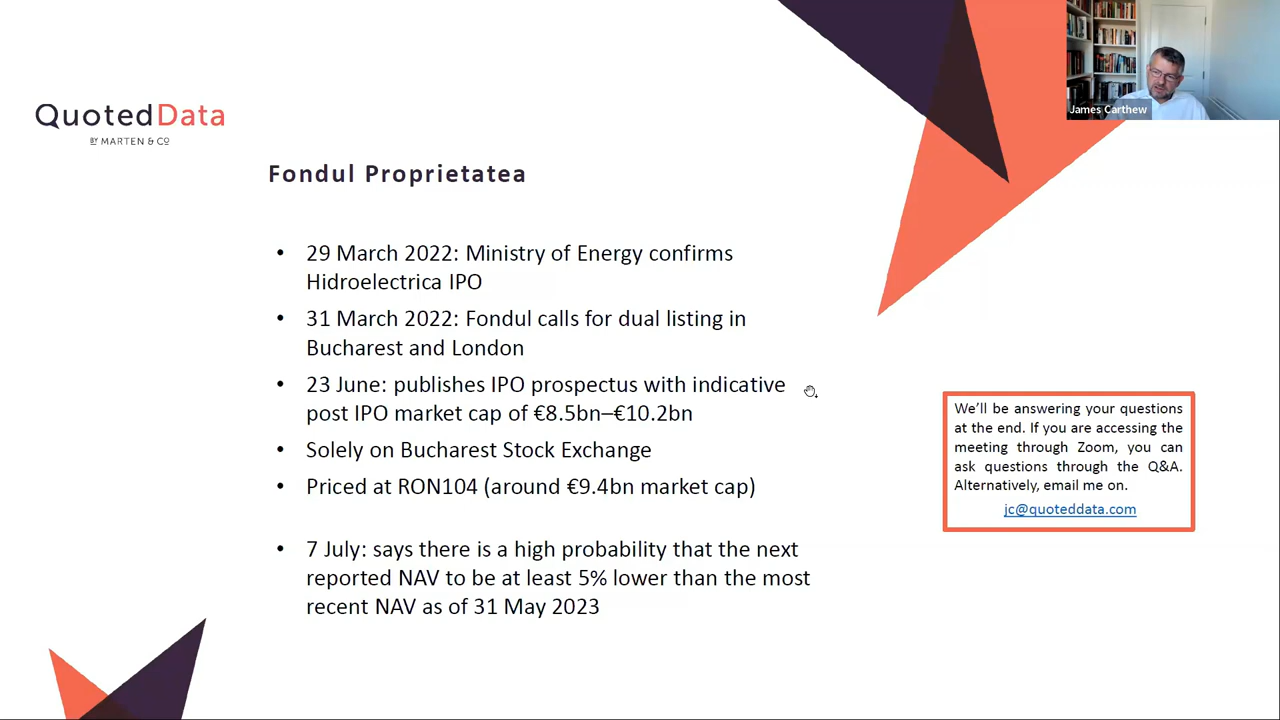 James Carthew
QuotedData
BY MARTEN & CO
Fondul Proprietatea
• 29 March 2022: Ministry of Energy confirms
Hidroelectrica IPO
• 31 March 2022: Fondul calls for dual listing in
Bucharest and London
• 23 June: publishes IPO prospectus with indicative
post IPO market cap of €8.5bn–€10.2bn
• Solely on Bucharest Stock Exchange
• Priced at RON104 (around €9.4bn market cap)
• 7 July: says there is a high probability that the next
reported NAV to be at least 5% lower than the most
recent NAV as of 31 May 2023
We'll be answering your questions
at the end. If you are accessing the
meeting through Zoom, you can
ask questions through the Q&A.
Alternatively, email me on.
jc@quoteddata.com